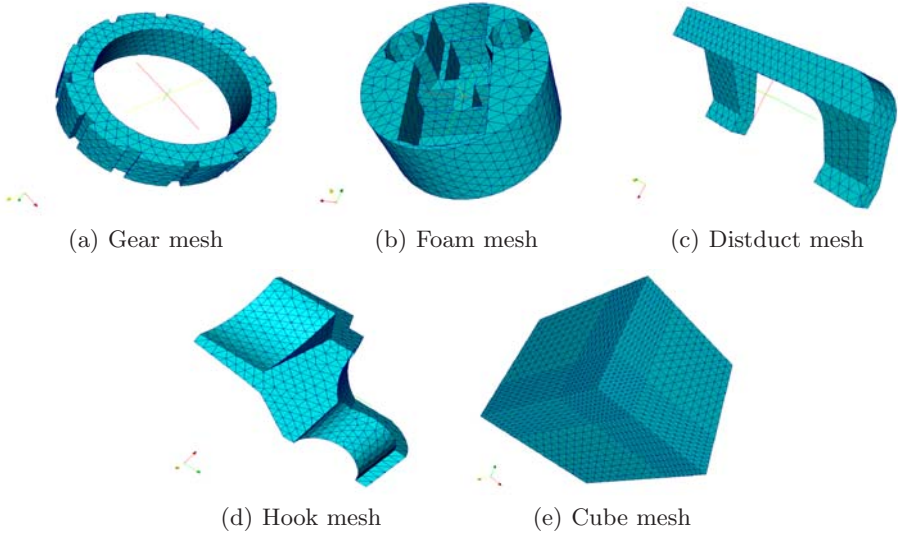 (a) Gear mesh
(b) Foam mesh
(c) Distduct mesh
(d) Hook mesh
(e) Cube mesh